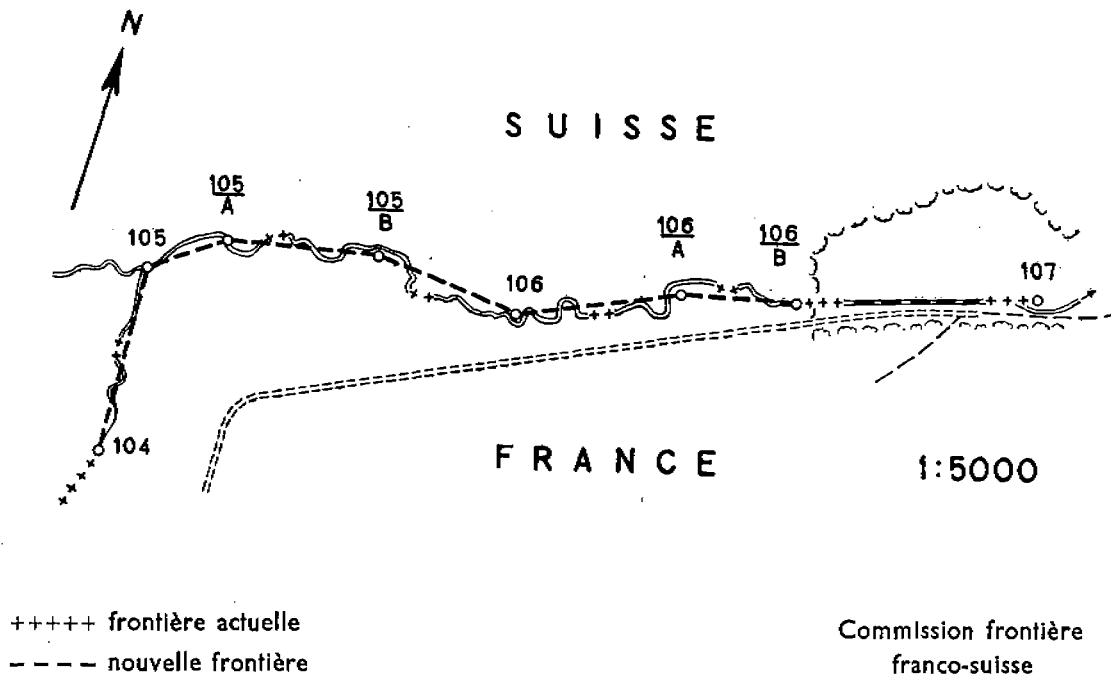 N
SUISSE
105
A
105
B
105
106
A
106
B
106
107
104
FRANCE
1:5000
+++++ frontière actuelle
---- nouvelle frontière
Commission frontière
franco-suisse